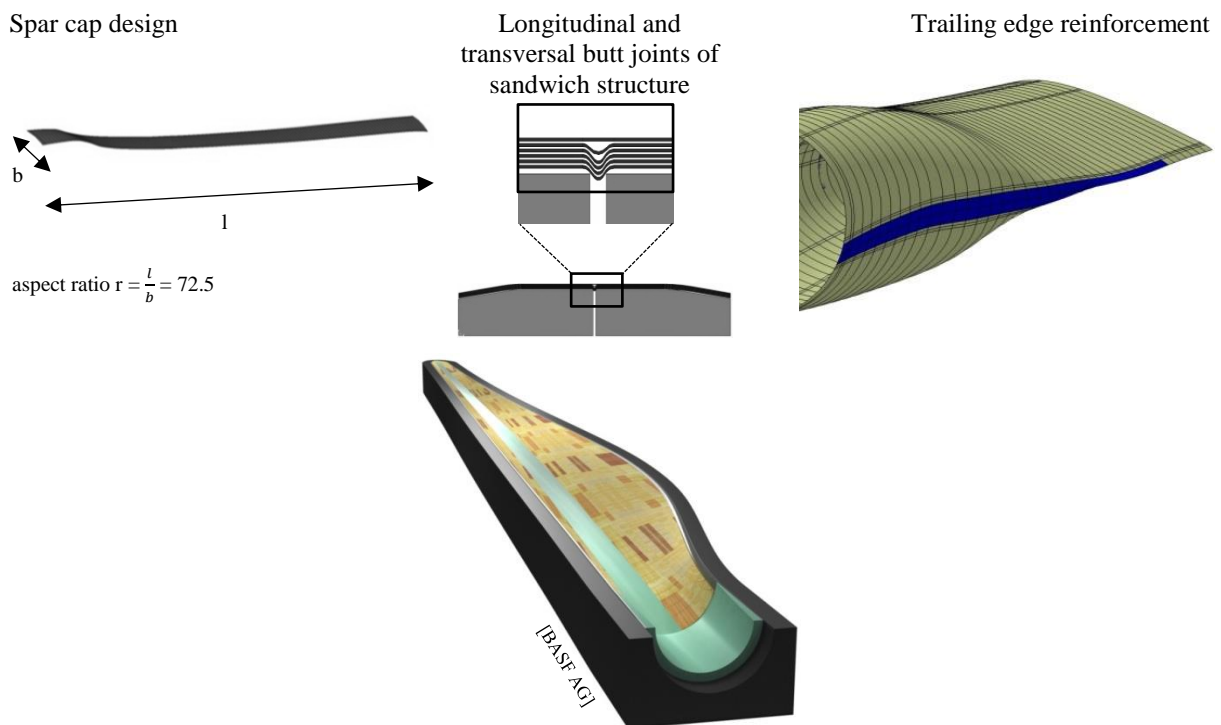 Spar cap design
Longitudinal and
transversal butt joints of
sandwich structure
Trailing edge reinforcement
b
l
aspect ratio r = l/b = 72.5
[BASF AG]